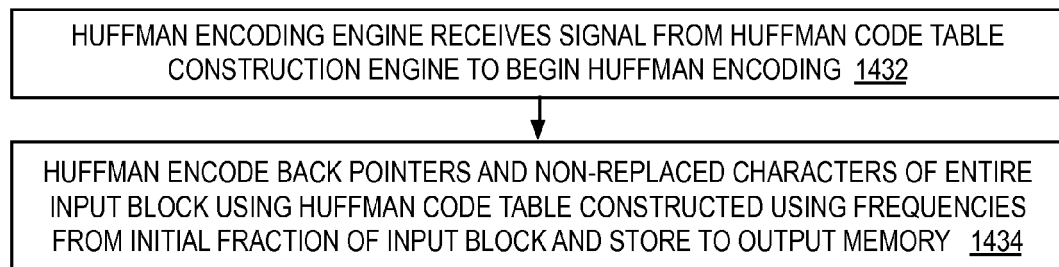 HUFFMAN ENCODING ENGINE RECEIVES SIGNAL FROM HUFFMAN CODE TABLE
CONSTRUCTION ENGINE TO BEGIN HUFFMAN ENCODING 1432
HUFFMAN ENCODE BACK POINTERS AND NON-REPLACED CHARACTERS OF ENTIRE
INPUT BLOCK USING HUFFMAN CODE TABLE CONSTRUCTED USING FREQUENCIES
FROM INITIAL FRACTION OF INPUT BLOCK AND STORE TO OUTPUT MEMORY 1434